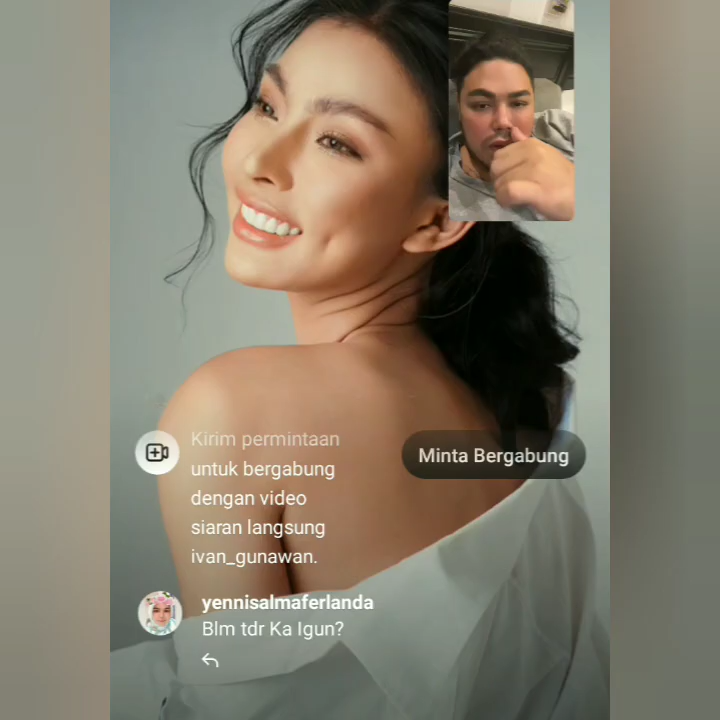 Kirim permintaan
untuk bergabung
dengan video
siaran langsung
ivan_gunawan.
Minta Bergabung
yennisalmaferlanda
Blm tdr Ka Igun?